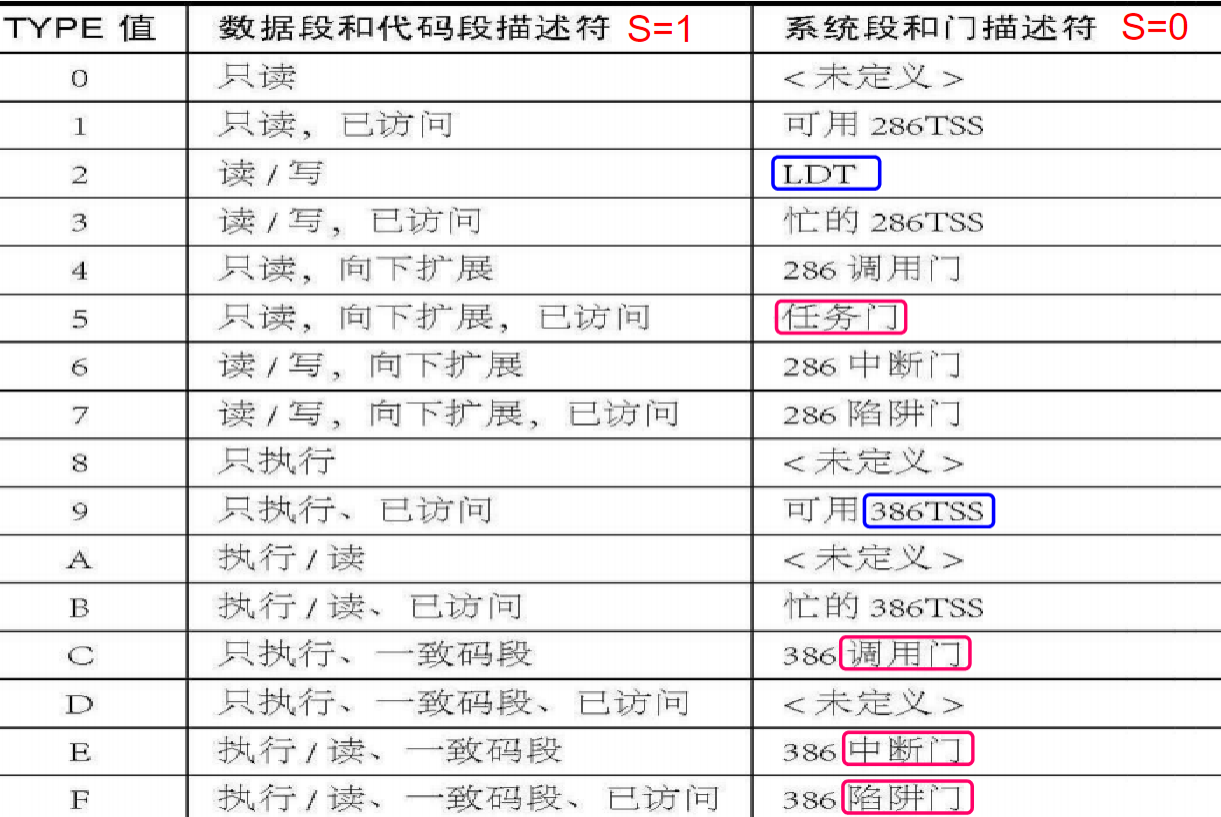 TYPE 值 数据段和代码段描述符 S=1 系统段和门描述符 S=0
0 只读 <未定义>
1 只读，已访问 可用 286TSS
2 读/写 LDT
3 读/写，已访问 忙的 286TSS
4 只读，向下扩展 286 调用门
5 只读，向下扩展，已访问 任务门
6 读/写，向下扩展 286 中断门
7 读/写，向下扩展，已访问 286 陷阱门
8 只执行 <未定义>
9 只执行、已访问 可用 386TSS
A 执行/读 <未定义>
B 执行/读、已访问 忙的 386TSS
C 只执行、一致码段 386 调用门
D 只执行、一致码段、已访问 <未定义>
E 执行/读、一致码段 386 中断门
F 执行/读、一致码段、已访问 386 陷阱门